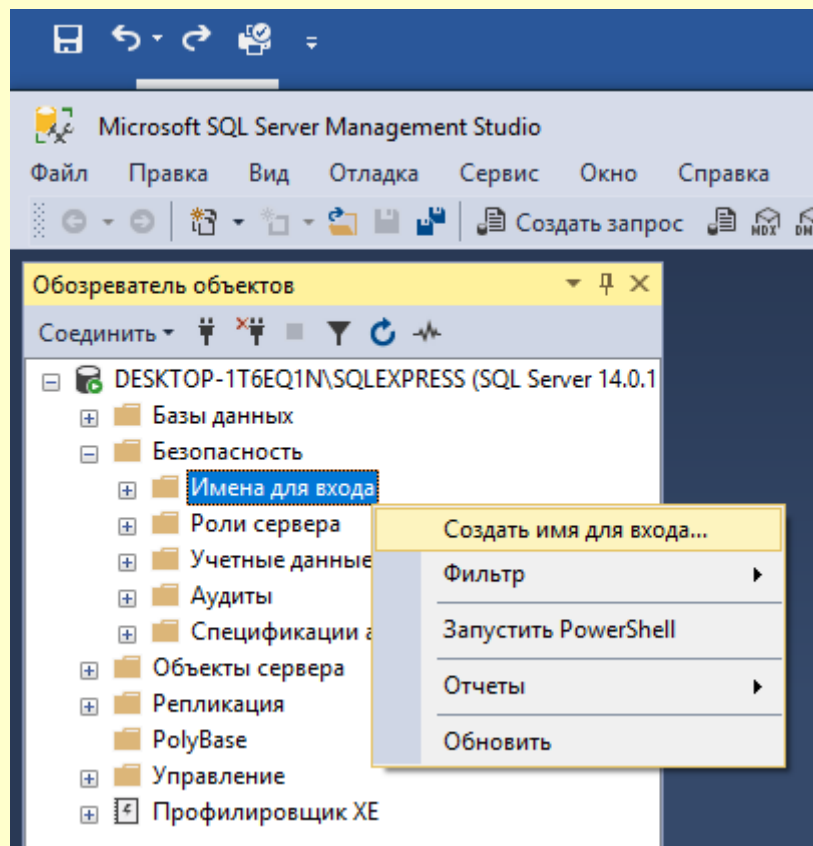 Microsoft SQL Server Management Studio
Файл Правка Вид Отладка Сервис Окно Справка
Создать запрос MDX
Обозреватель объектов
Соединить
DESKTOP-1T6EQ1N\SQLEXPRESS (SQL Server 14.0.1
Базы данных
Безопасность
Имена для входа
Роли сервера
Учетные данные
Аудиты
Спецификации а
Объекты сервера
Репликация
PolyBase
Управление
Профилировщик XE
Создать имя для входа...
Фильтр
Запустить PowerShell
Отчеты
Обновить